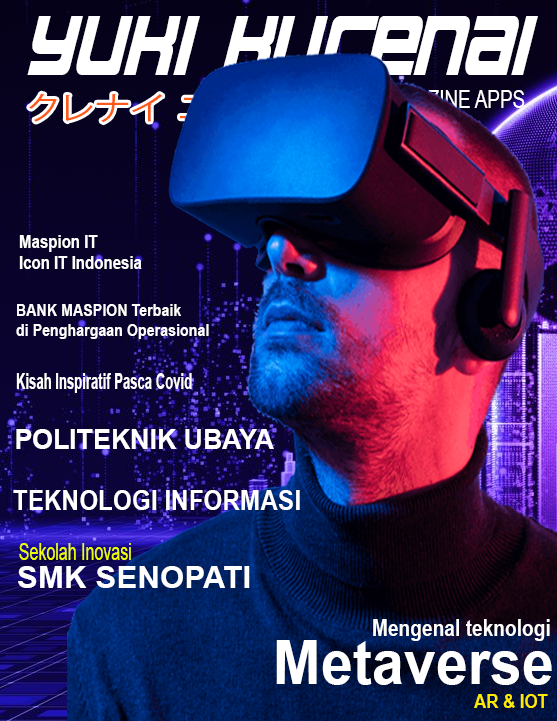 YUKI KURENAI
クレナイ
APPS
Maspion IT
Icon IT Indonesia
BANK MASPION Terbaik
di Penghargaan Operasional
Kisah Inspiratif Pasca Covid
POLITEKNIK UBAYA
TEKNOLOGI INFORMASI
Sekolah Inovasi
SMK SENOPATI
Mengenal teknologi
Metaverse
AR & IOT